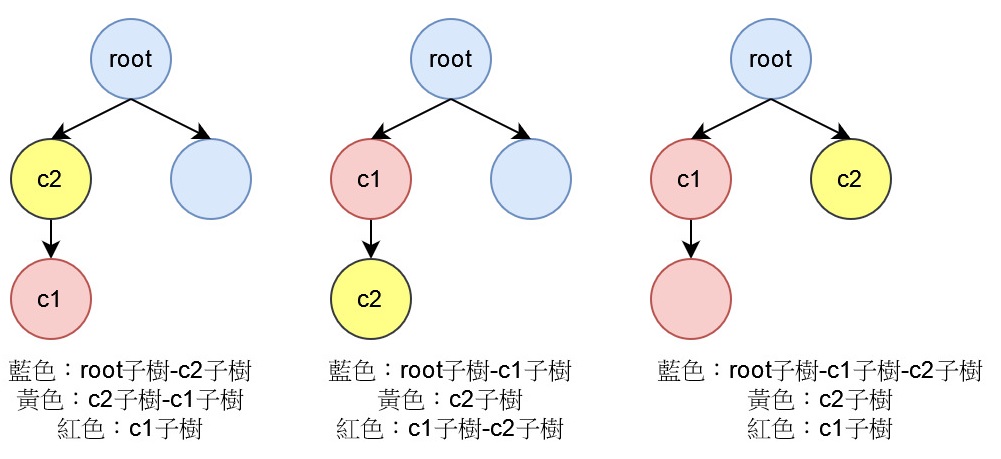 root
c2
c1
藍色：root子樹-c2子樹
黃色：c2子樹-c1子樹
紅色：c1子樹
root
c1
c2
藍色：root子樹-c1子樹
黃色：c2子樹
紅色：c1子樹-c2子樹
root
c1
c2
藍色：root子樹-c1子樹-c2子樹
黃色：c2子樹
紅色：c1子樹